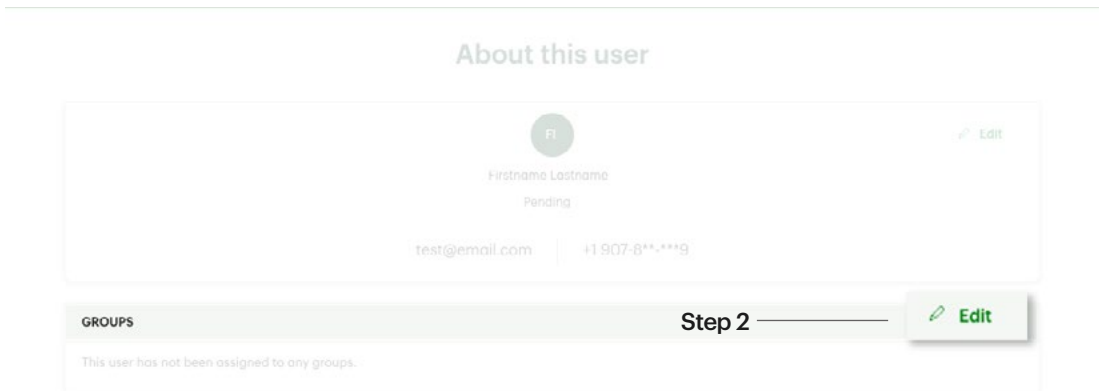 About this user
FI
Edit
Firstname Lastname
Pending
test@email.com +1 907-8**-***9
GROUPS Step 2 Edit
This user has not been assigned to any groups.